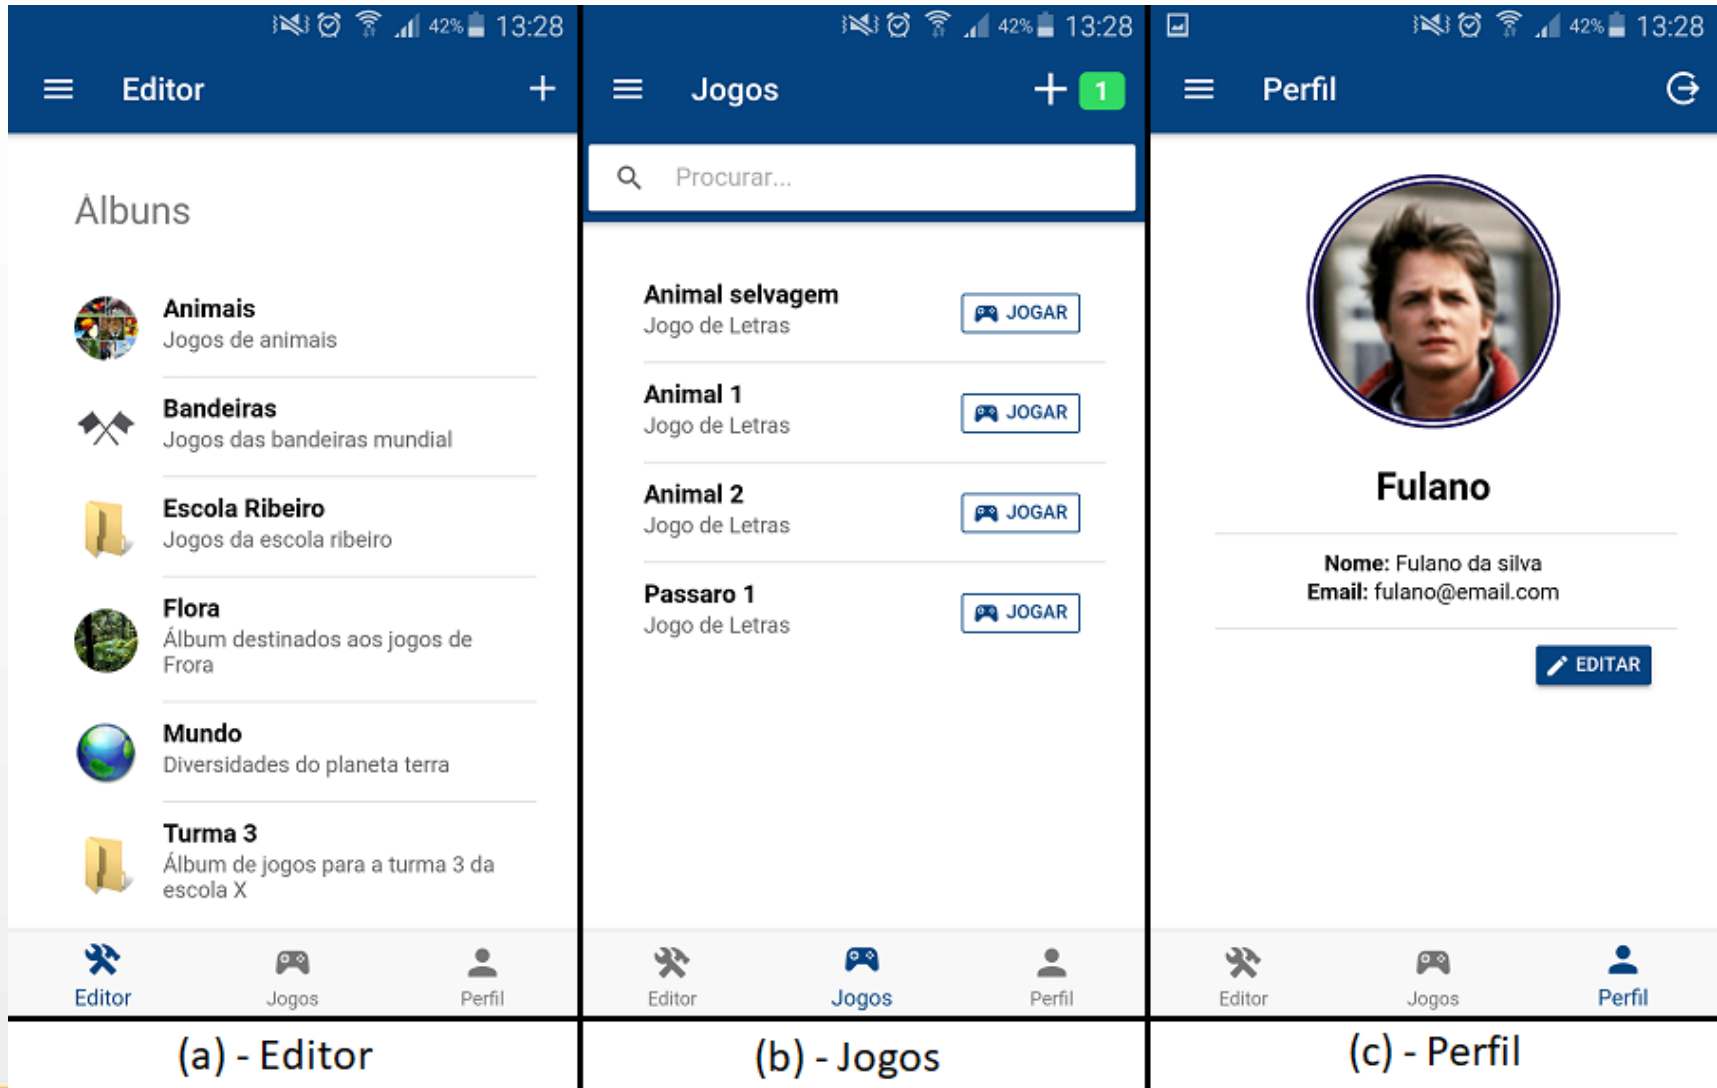 42% 13:28
Editor
Álbuns
Animais
Jogos de animais
Bandeiras
Jogos das bandeiras mundial
Escola Ribeiro
Jogos da escola ribeiro
Flora
Álbum destinados aos jogos de
Frora
Mundo
Diversidades do planeta terra
Turma 3
Álbum de jogos para a turma 3 da
escola X
Editor Jogos Perfil
(a) - Editor
42% 13:28
Jogos 1
Procurar...
Animal selvagem
Jogo de Letras
JOGAR
Animal 1
Jogo de Letras
JOGAR
Animal 2
Jogo de Letras
JOGAR
Passaro 1
Jogo de Letras
JOGAR
Editor Jogos Perfil
(b) - Jogos
42% 13:28
Perfil
Fulano
Nome: Fulano da silva
Email: fulano@email.com
EDITAR
Editor Jogos Perfil
(c) - Perfil